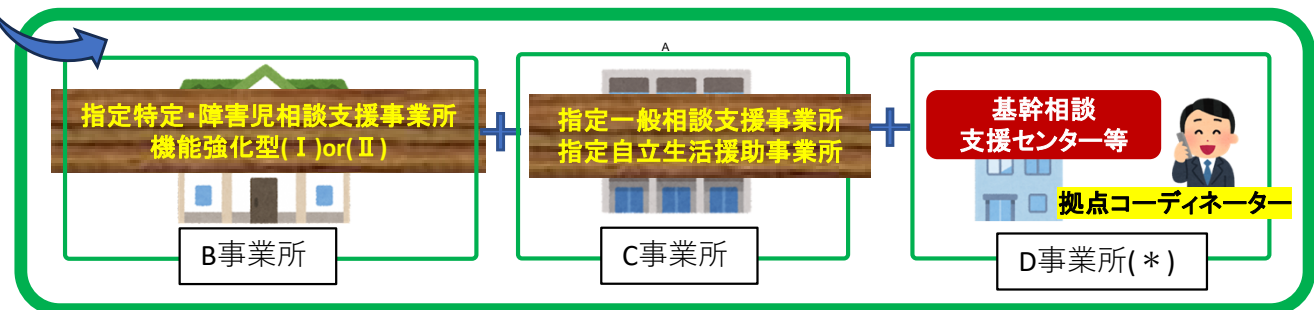 A
指定特定・障害児相談支援事業所
機能強化型(Ⅰ)or(Ⅱ)
B事業所
指定一般相談支援事業所
指定自立生活援助事業所
C事業所
基幹相談
支援センター等
拠点コーディネーター
D事業所(＊)